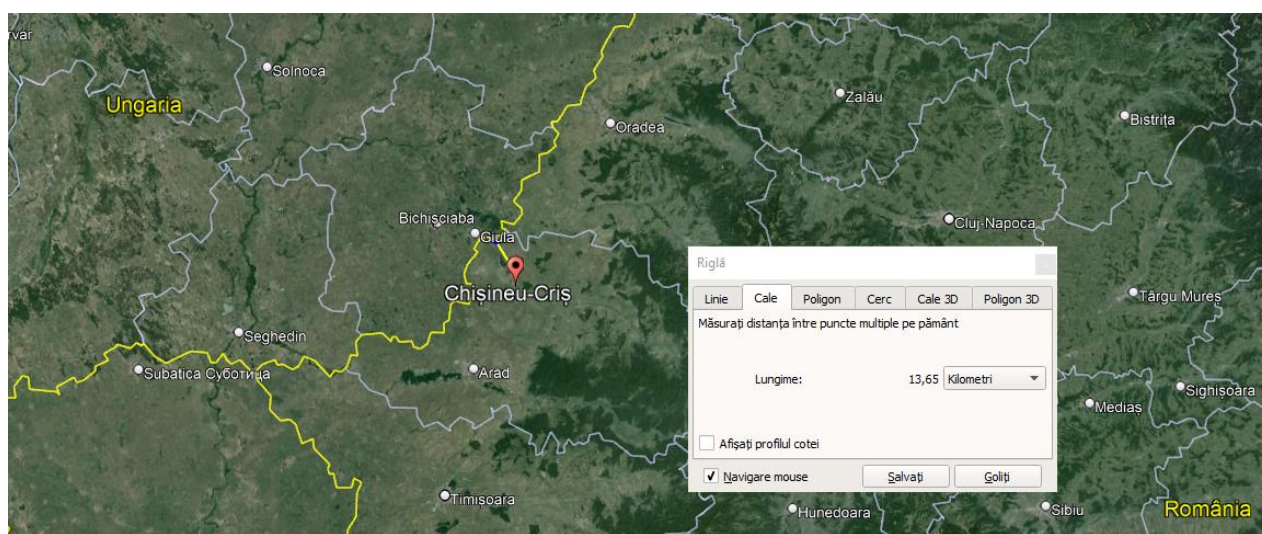 rvar
Solnoca
Ungaria
Zalău
Oradea
Bistrița
Bichișciaba
Giula
Cluj-Napoca
Chișineu-Criș
Seghedin
Subatica Суботица
Arad
Timișoara
Riglă
Linie Cale Poligon Cerc Cale 3D Poligon 3D
Măsurați distanța între puncte multiple pe pământ
Lungime: 13,65 Kilometri
Afișați profilul cotei
Navigare mouse Salvați Goliți
Târgu Mureș
Sighișoara
Mediaș
Hunedoara
Sibiu
România